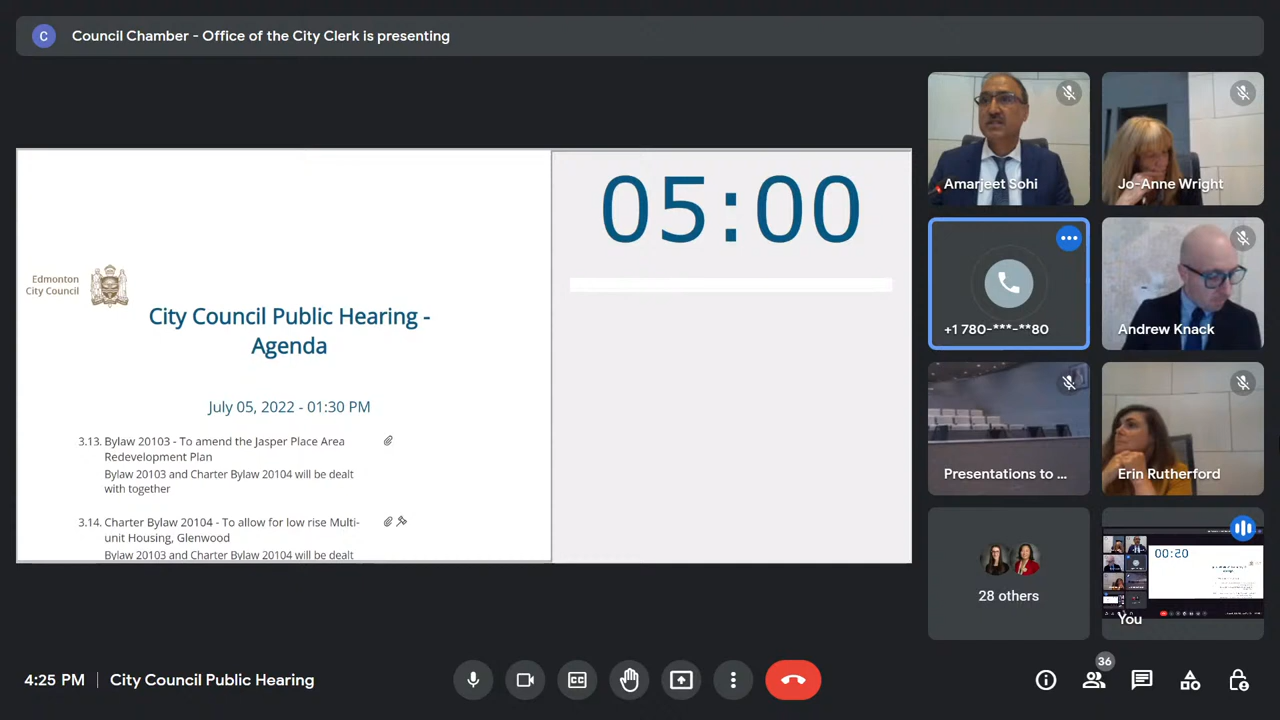 C
Council Chamber - Office of the City Clerk is presenting
Edmonton
City Council
City Council Public Hearing -
Agenda
July 05, 2022 - 01:30 PM
3.13. Bylaw 20103 - To amend the Jasper Place Area
Redevelopment Plan
Bylaw 20103 and Charter Bylaw 20104 will be dealt
with together
3.14. Charter Bylaw 20104 - To allow for low rise Multi-
unit Housing, Glenwood
Bylaw 20103 and Charter Bylaw 20104 will be dealt
05:00
Amarjeet Sohi
Jo-Anne Wright
+1 780-***-**80
Andrew Knack
Presentations to ...
Erin Rutherford
28 others
00:50
You
4:25 PM
City Council Public Hearing
36